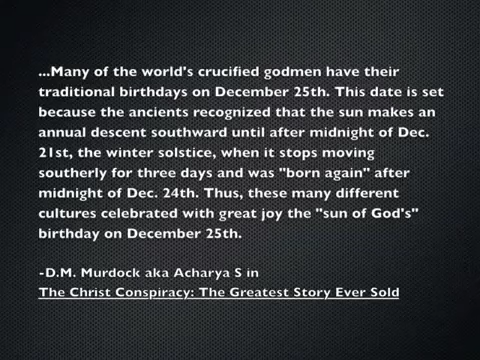 ...Many of the world's crucified godmen have their
traditional birthdays on December 25th. This date is set
because the ancients recognized that the sun makes an
annual descent southward until after midnight of Dec.
21st, the winter solstice, when it stops moving
southerly for three days and was "born again" after
midnight of Dec. 24th. Thus, these many different
cultures celebrated with great joy the "sun of God's"
birthday on December 25th.
-D.M. Murdock aka Acharya S in
The Christ Conspiracy: The Greatest Story Ever Sold